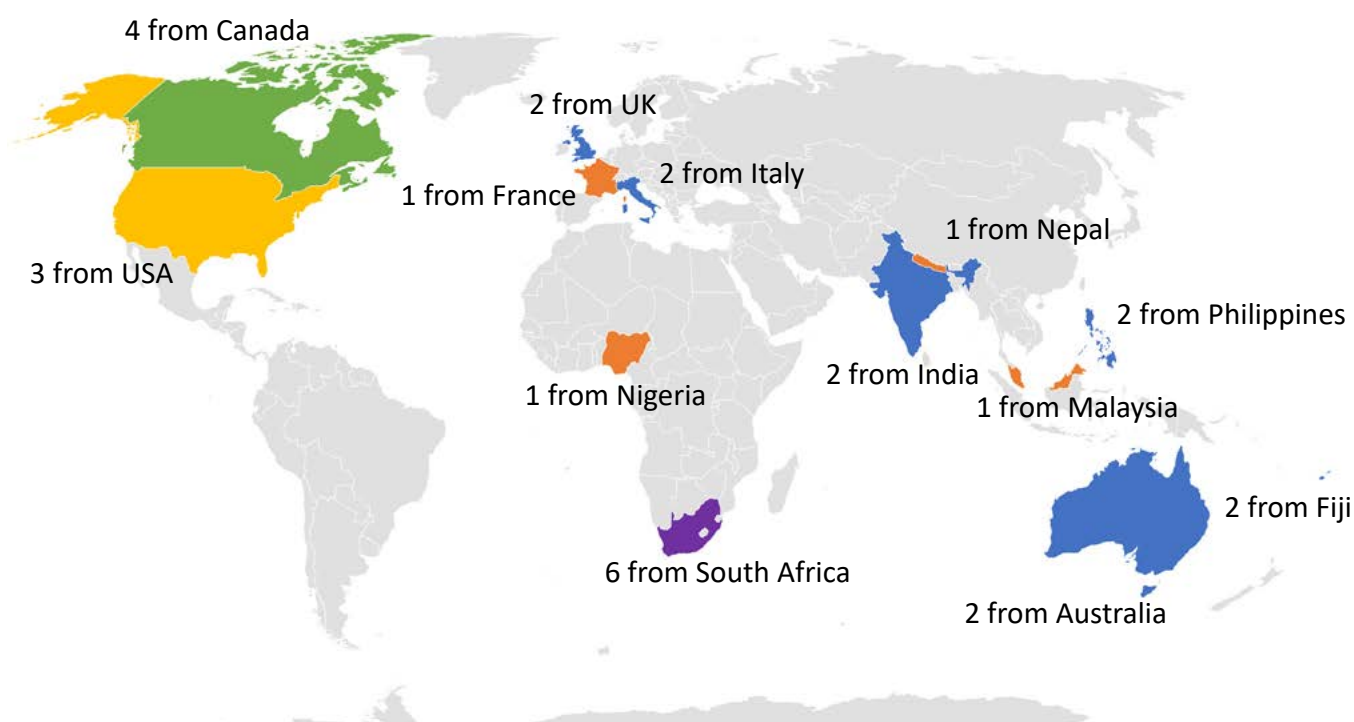 4 from Canada
2 from UK
2 from Italy
1 from France
1 from Nepal
3 from USA
2 from Philippines
2 from India
1 from Nigeria
1 from Malaysia
2 from Fiji
6 from South Africa
2 from Australia